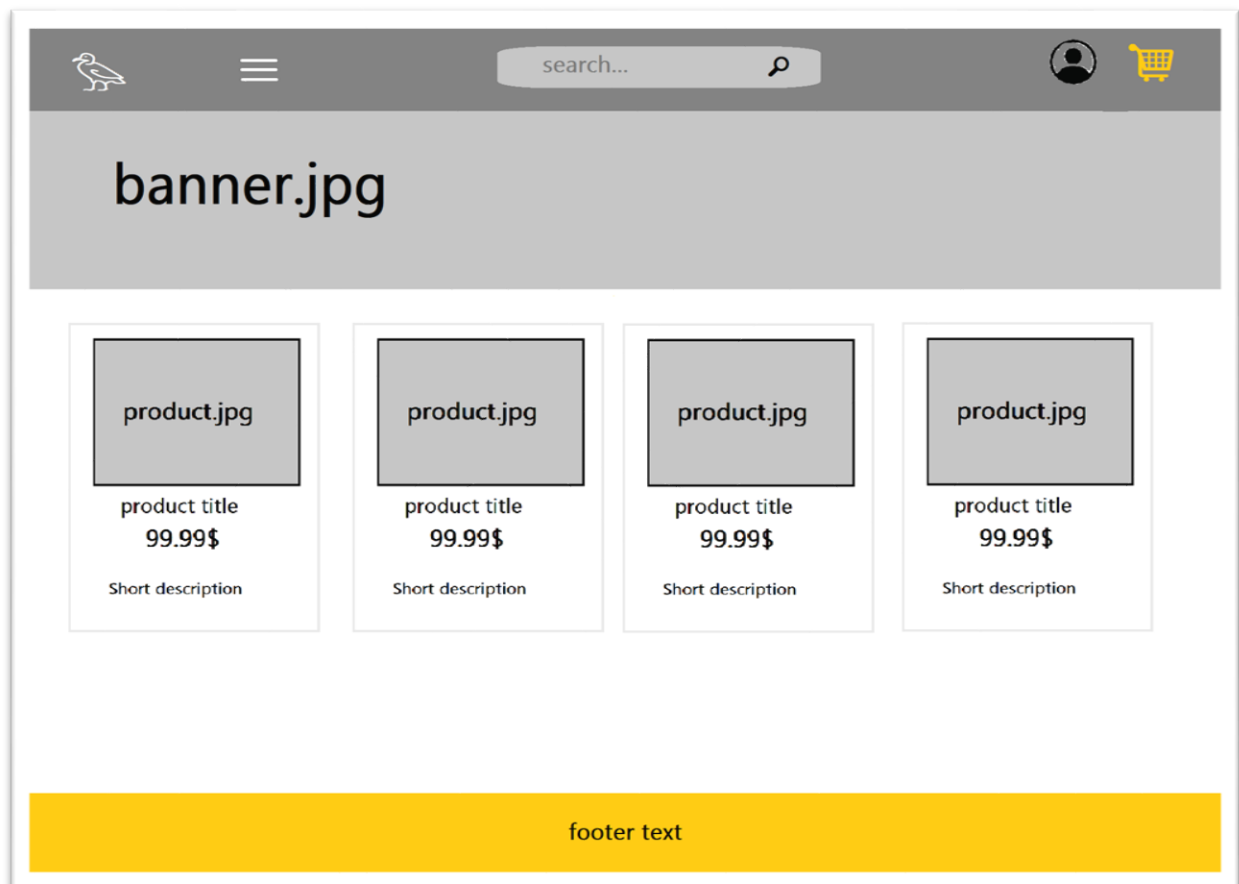 search...
banner.jpg
product.jpg
product title
99.99$
Short description
product.jpg
product title
99.99$
Short description
product.jpg
product title
99.99$
Short description
product.jpg
product title
99.99$
Short description
footer text